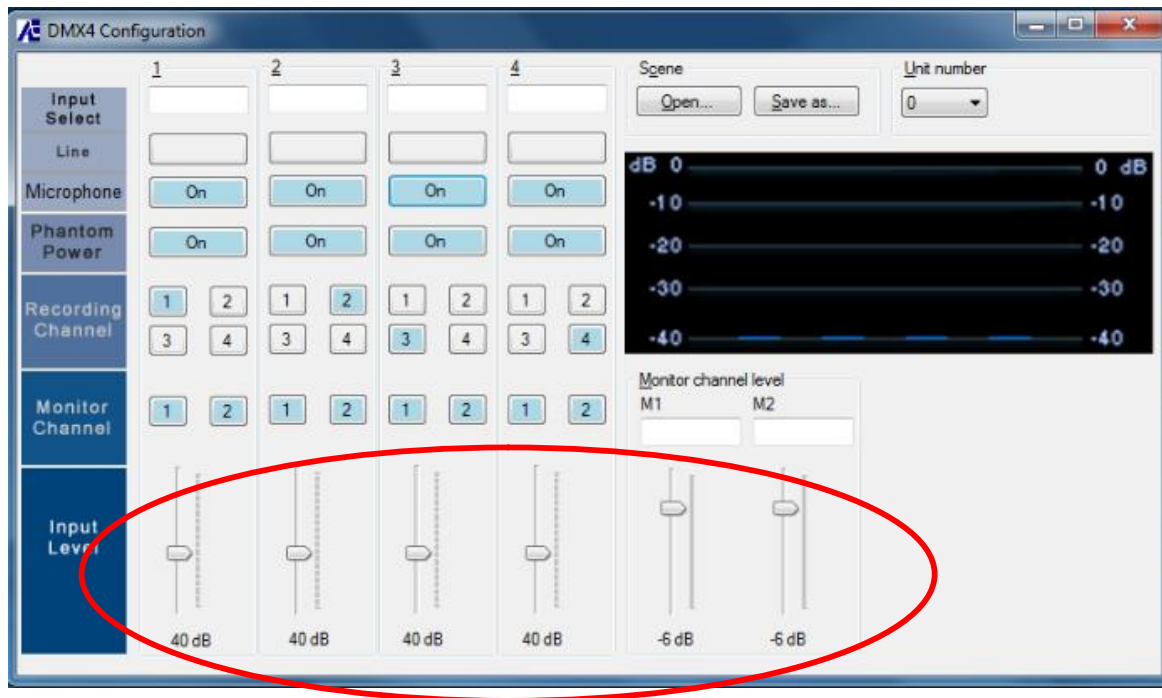 DMX4 Configuration
1 2 3 4
Scene
Unit number
Input
Select
Open... Save as...
0
Line
Microphone On On On On
Phantom
Power
On On On On
Recording
Channel
1 2 1 2 1 2 1 2
3 4 3 4 3 4 3 4
dB 0 0 dB
-10 -10
-20 -20
-30 -30
-40 -40
Monitor
Channel
1 2 1 2 1 2 1 2
Monitor channel level
M1 M2
Input
Level
40 dB 40 dB 40 dB 40 dB -6 dB -6 dB